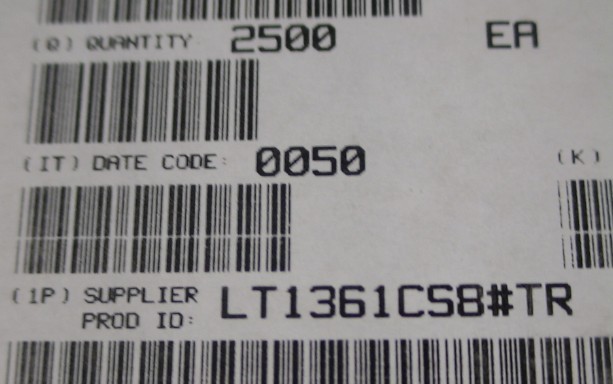 (Q) QUANTITY 2500 EA
(1T) DATE CODE: 0050 (K)
(1P) SUPPLIER LT1361CS8#TR
PROD ID: